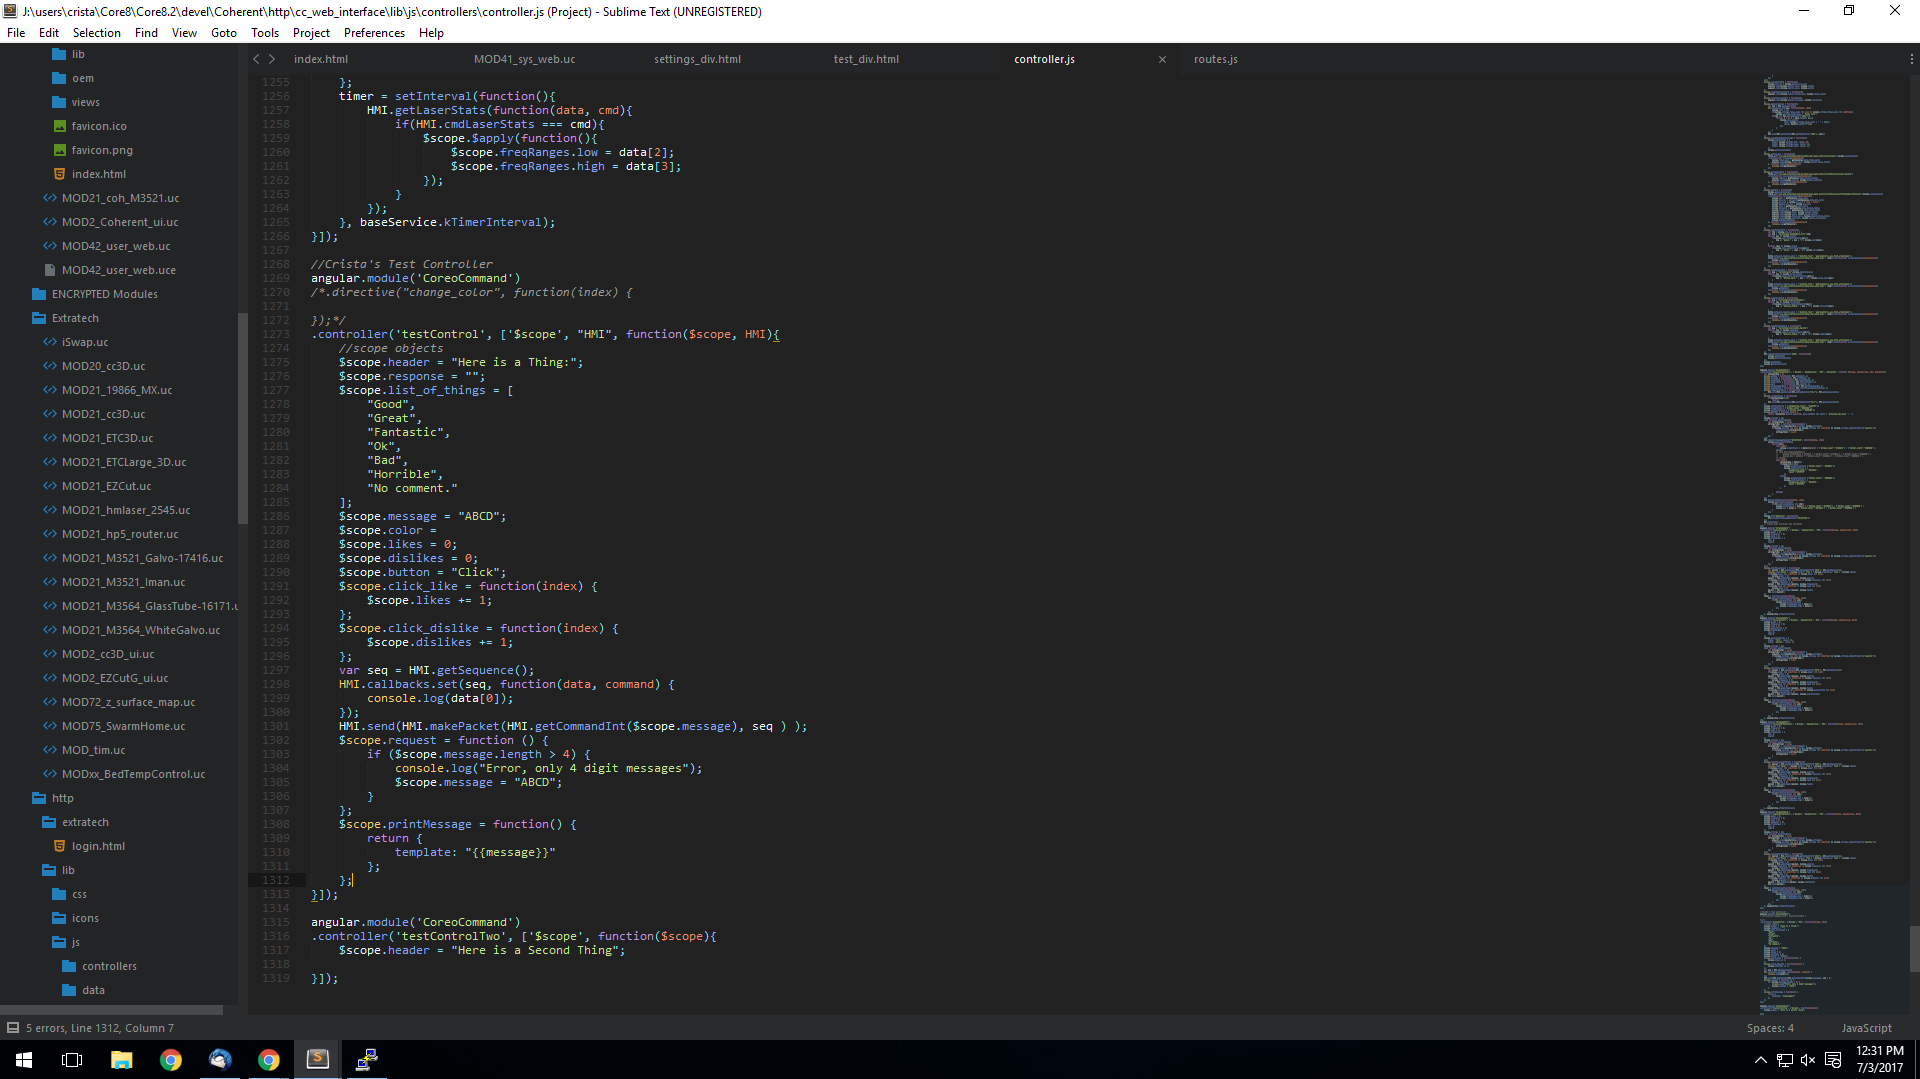 J:\users\crista\Core8\Core8.2\devel\Coherent\http\cc_web_interface\lib\js\controllers\controller.js (Project) - Sublime Text (UNREGISTERED)
File Edit Selection Find View Goto Tools Project Preferences Help
lib
oem
views
favicon.ico
favicon.png
index.html
MOD21_coh_M3521.uc
MOD2_Coherent_ui.uc
MOD42_user_web.uc
MOD42_user_web.uce
ENCRYPTED Modules
Extratech
iSwap.uc
MOD20_cc3D.uc
MOD21_19866_MX.uc
MOD21_cc3D.uc
MOD21_ETC3D.uc
MOD21_ETCLarge_3D.uc
MOD21_EZCut.uc
MOD21_hmlaser_2545.uc
MOD21_hp5_router.uc
MOD21_M3521_Galvo-17416.uc
MOD21_M3521_Iman.uc
MOD21_M3564_GlassTube-16171.u
MOD21_M3564_WhiteGalvo.uc
MOD2_cc3D_ui.uc
MOD2_EZCutG_ui.uc
MOD72_z_surface_map.uc
MOD75_SwarmHome.uc
MOD_tim.uc
MODxx_BedTempControl.uc
http
extratech
login.html
lib
css
icons
js
controllers
data
index.html MOD41_sys_web.uc settings_div.html test_div.html controller.js routes.js
1255 };
1256 timer = setInterval(function(){
1257 HMI.getLaserStats(function(data, cmd){
1258 if(HMI.cmdLaserStats === cmd){
1259 $scope.$apply(function(){
1260 $scope.freqRanges.low = data[2];
1261 $scope.freqRanges.high = data[3];
1262 });
1263 }
1264 });
1265 }, baseService.kTimerInterval);
1266 }]);
1267
1268 //Crista's Test Controller
1269 angular.module('CoreoCommand')
1270 /*.directive("change_color", function(index) {
1271
1272 });*/
1273 .controller('testControl', ['$scope', "HMI", function($scope, HMI){
1274 //scope objects
1275 $scope.header = "Here is a Thing:";
1276 $scope.response = "";
1277 $scope.list_of_things = [
1278 "Good",
1279 "Great",
1280 "Fantastic",
1281 "Ok",
1282 "Bad",
1283 "Horrible",
1284 "No comment."
1285 ];
1286 $scope.message = "ABCD";
1287 $scope.color =
1288 $scope.likes = 0;
1289 $scope.dislikes = 0;
1290 $scope.button = "Click";
1291 $scope.click_like = function(index) {
1292 $scope.likes += 1;
1293 };
1294 $scope.click_dislike = function(index) {
1295 $scope.dislikes += 1;
1296 };
1297 var seq = HMI.getSequence();
1298 HMI.callbacks.set(seq, function(data, command) {
1299 console.log(data[0]);
1300 });
1301 HMI.send(HMI.makePacket(HMI.getCommandInt($scope.message), seq ) );
1302 $scope.request = function () {
1303 if ($scope.message.length > 4) {
1304 console.log("Error, only 4 digit messages");
1305 $scope.message = "ABCD";
1306 }
1307 };
1308 $scope.printMessage = function() {
1309 return {
1310 template: "{{message}}"
1311 };
1312 };
1313 }]);
1314
1315 angular.module('CoreoCommand')
1316 .controller('testControlTwo', ['$scope', function($scope){
1317 $scope.header = "Here is a Second Thing";
1318
1319 }]);
5 errors, Line 1312, Column 7
Spaces: 4 JavaScript
12:31 PM
7/3/2017